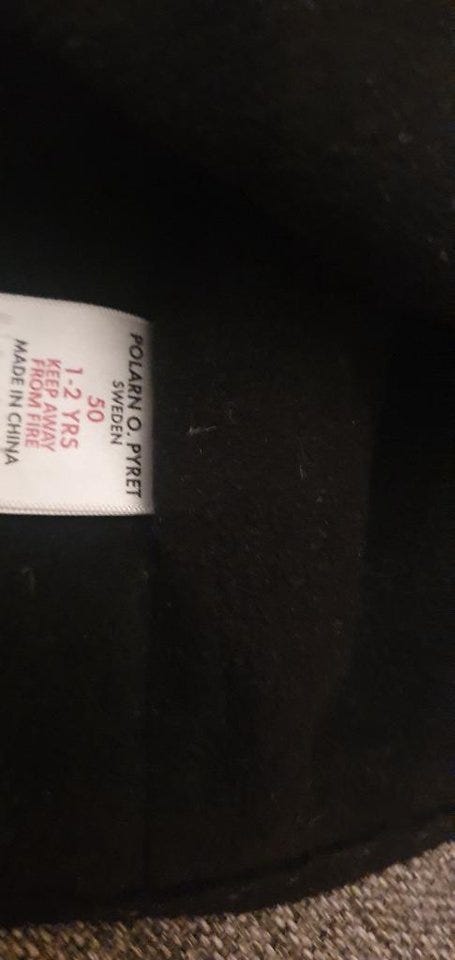 POLARN O. PYRET
SWEDEN
50
1-2 YRS
KEEP AWAY
FROM FIRE
MADE IN CHINA